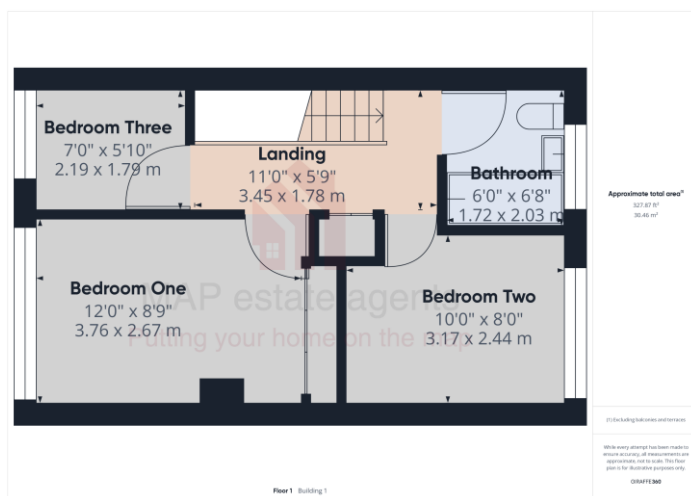 Bedroom Three
7'0" x 5'10"
2.19 x 1.79 m
Landing
11'0" x 5'9"
3.45 x 1.78 m
Bathroom
6'0" x 6'8"
1.72 x 2.03 m
Bedroom One
12'0" x 8'9"
3.76 x 2.67 m
Bedroom Two
10'0" x 8'0"
3.17 x 2.44 m
MAP estate agents
Putting your home on the map
Approximate total area⁽¹⁾
327.87 ft²
30.46 m²
(1) Excluding balconies and terraces
While every attempt has been made to
ensure accuracy, all measurements are
approximate, not to scale. This floor
plan is for illustrative purposes only.
GIRAFFE360
Floor 1 Building 1